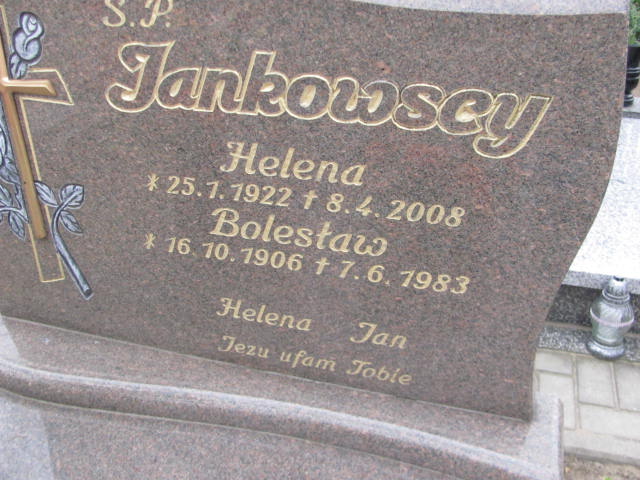 Ś.P.
Jankowscy
Helena
* 25.1.1922 † 8.4.2008
Bolesław
* 16.10.1906 † 7.6.1983
Helena Jan
Jezu ufam Tobie